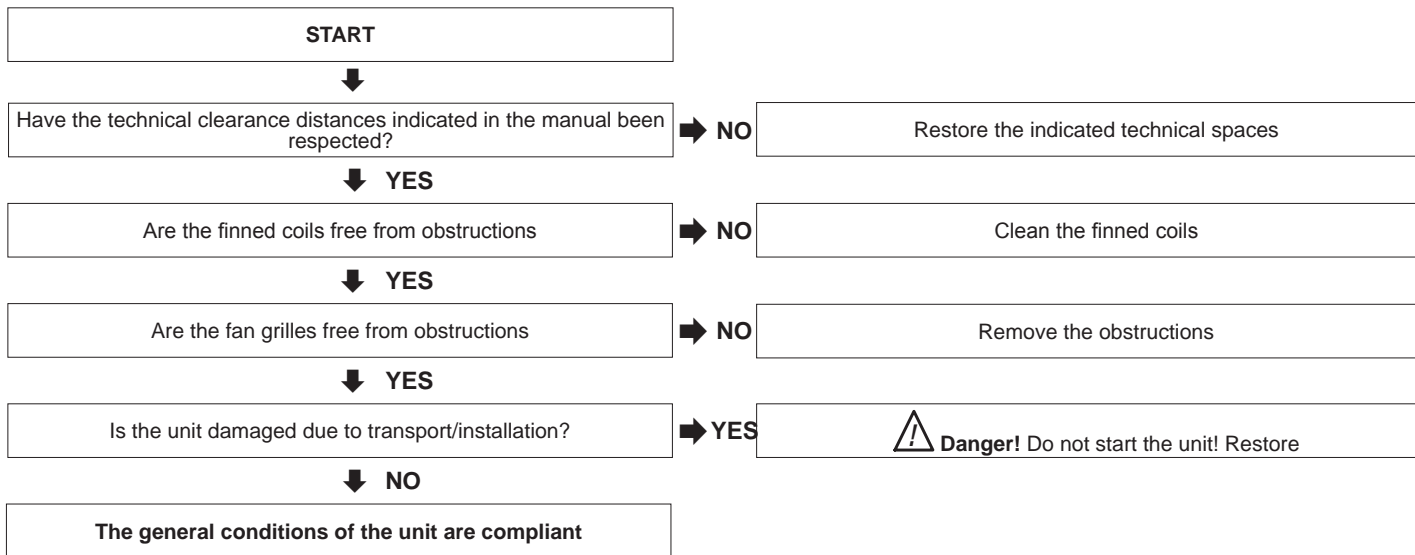 START
Have the technical clearance distances indicated in the manual been
respected?
NO
Restore the indicated technical spaces
YES
Are the finned coils free from obstructions
NO
Clean the finned coils
YES
Are the fan grilles free from obstructions
NO
Remove the obstructions
YES
Is the unit damaged due to transport/installation?
YES
! Danger! Do not start the unit! Restore
NO
The general conditions of the unit are compliant